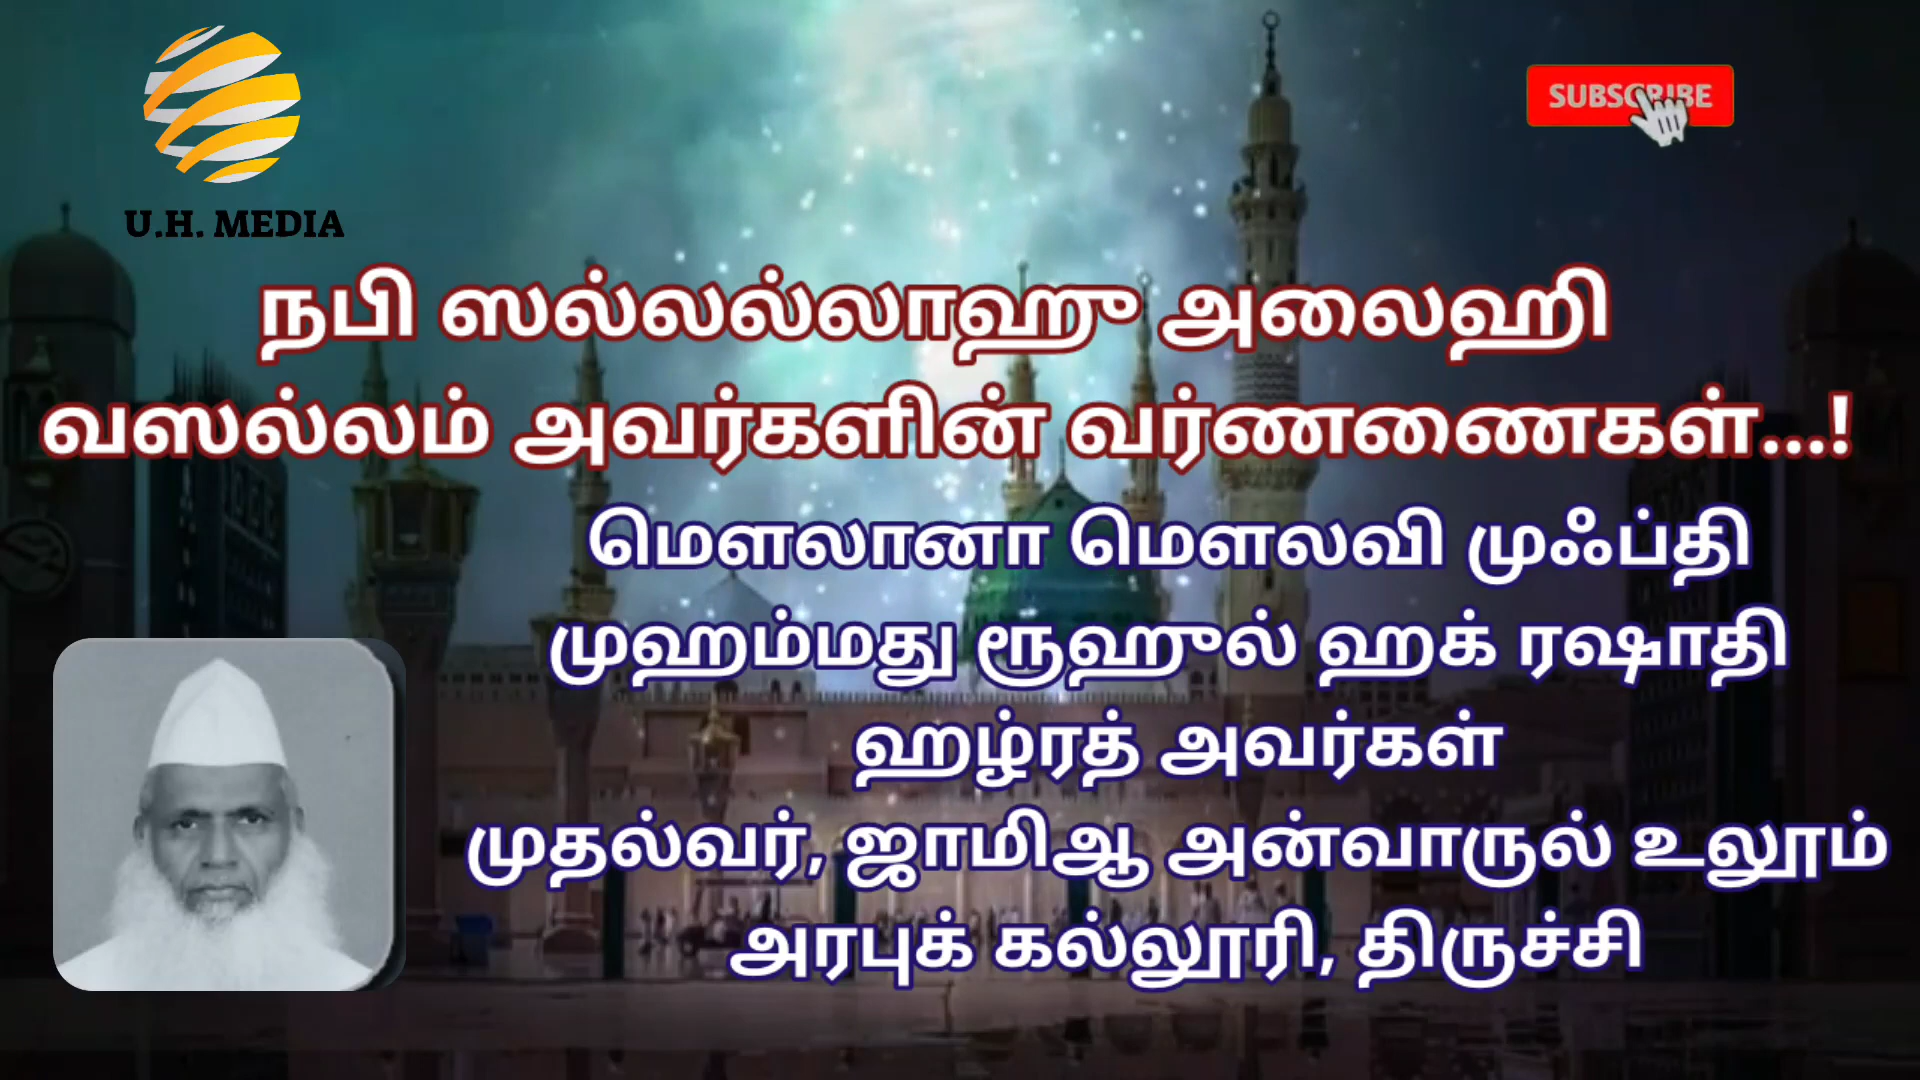 U.H. MEDIA
SUBSCRIBE
நபி ஸல்லல்லாஹு அலைஹி
வஸல்லம் அவர்களின் வர்ணணைகள்...!
மௌலானா மௌலவி முஃப்தி
முஹம்மது ரூஹுல் ஹக் ரஷாதி
ஹழ்ரத் அவர்கள்
முதல்வர், ஜாமிஆ அன்வாருல் உலூம்
அரபுக் கல்லூரி, திருச்சி